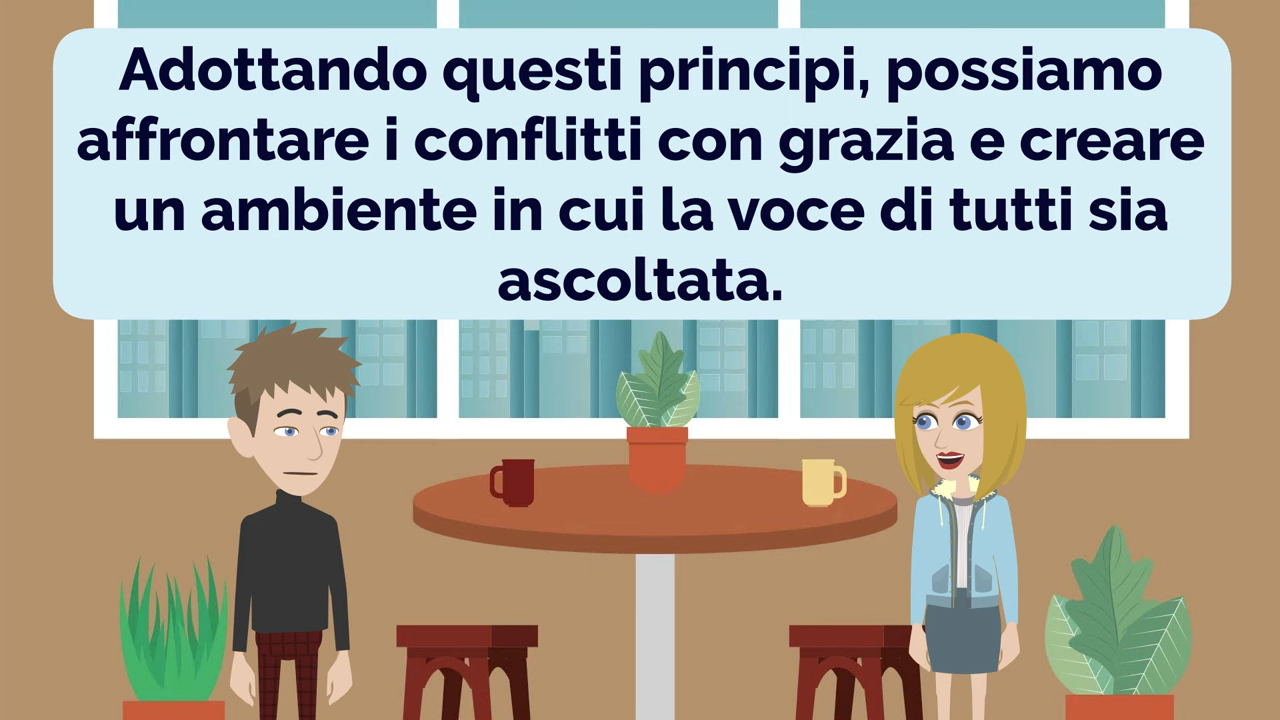 Adottando questi principi, possiamo
affrontare i conflitti con grazia e creare
un ambiente in cui la voce di tutti sia
ascoltata.